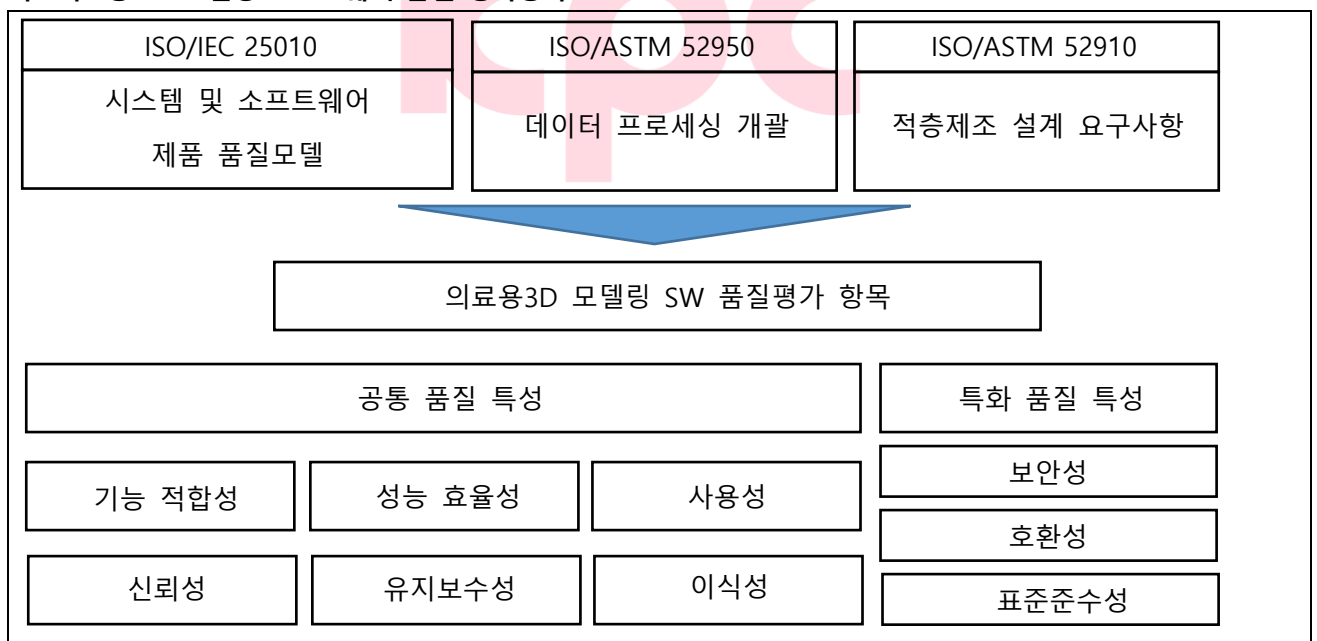 ISO/IEC 25010
ISO/ASTM 52950
ISO/ASTM 52910
시스템 및 소프트웨어
제품 품질모델
데이터 프로세싱 개괄
적층제조 설계 요구사항
의료용3D 모델링 SW 품질평가 항목
공통 품질 특성
특화 품질 특성
기능 적합성
성능 효율성
사용성
보안성
호환성
신뢰성
유지보수성
이식성
표준준수성
kpc